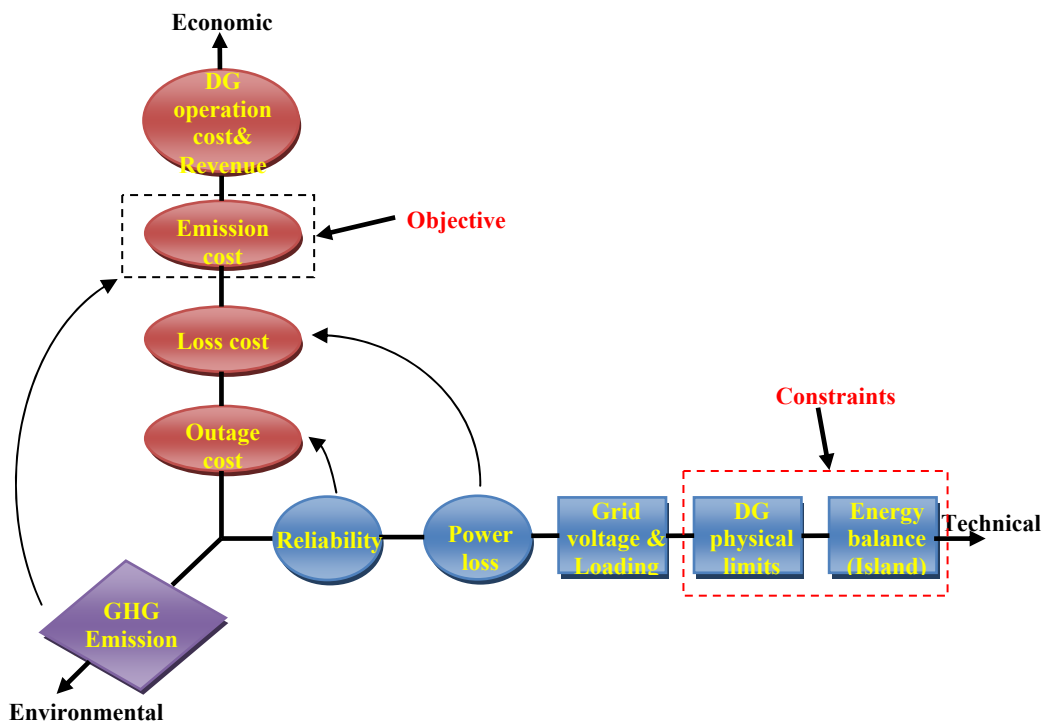 Economic
DG
operation
cost&
Revenue
Emission
cost
Objective
Loss cost
Outage
cost
Constraints
Reliability
Power
loss
Grid
voltage &
Loading
DG
physical
limits
Energy
balance
(Island)
Technical
GHG
Emission
Environmental